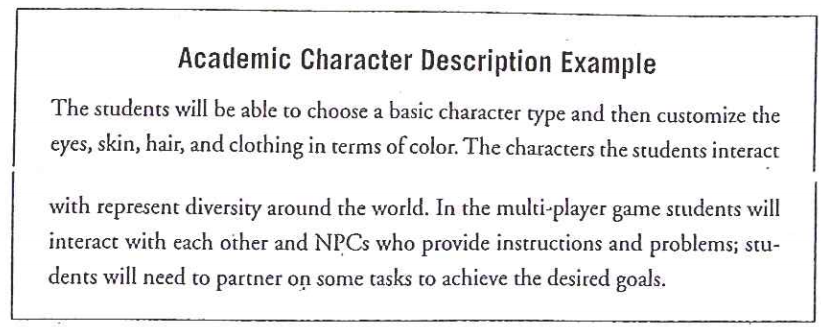 Academic Character Description Example
The students will be able to choose a basic character type and then customize the
eyes, skin, hair, and clothing in terms of color. The characters the students interact
with represent diversity around the world. In the multi-player game students will
interact with each other and NPCs who provide instructions and problems; stu-
dents will need to partner on some tasks to achieve the desired goals.